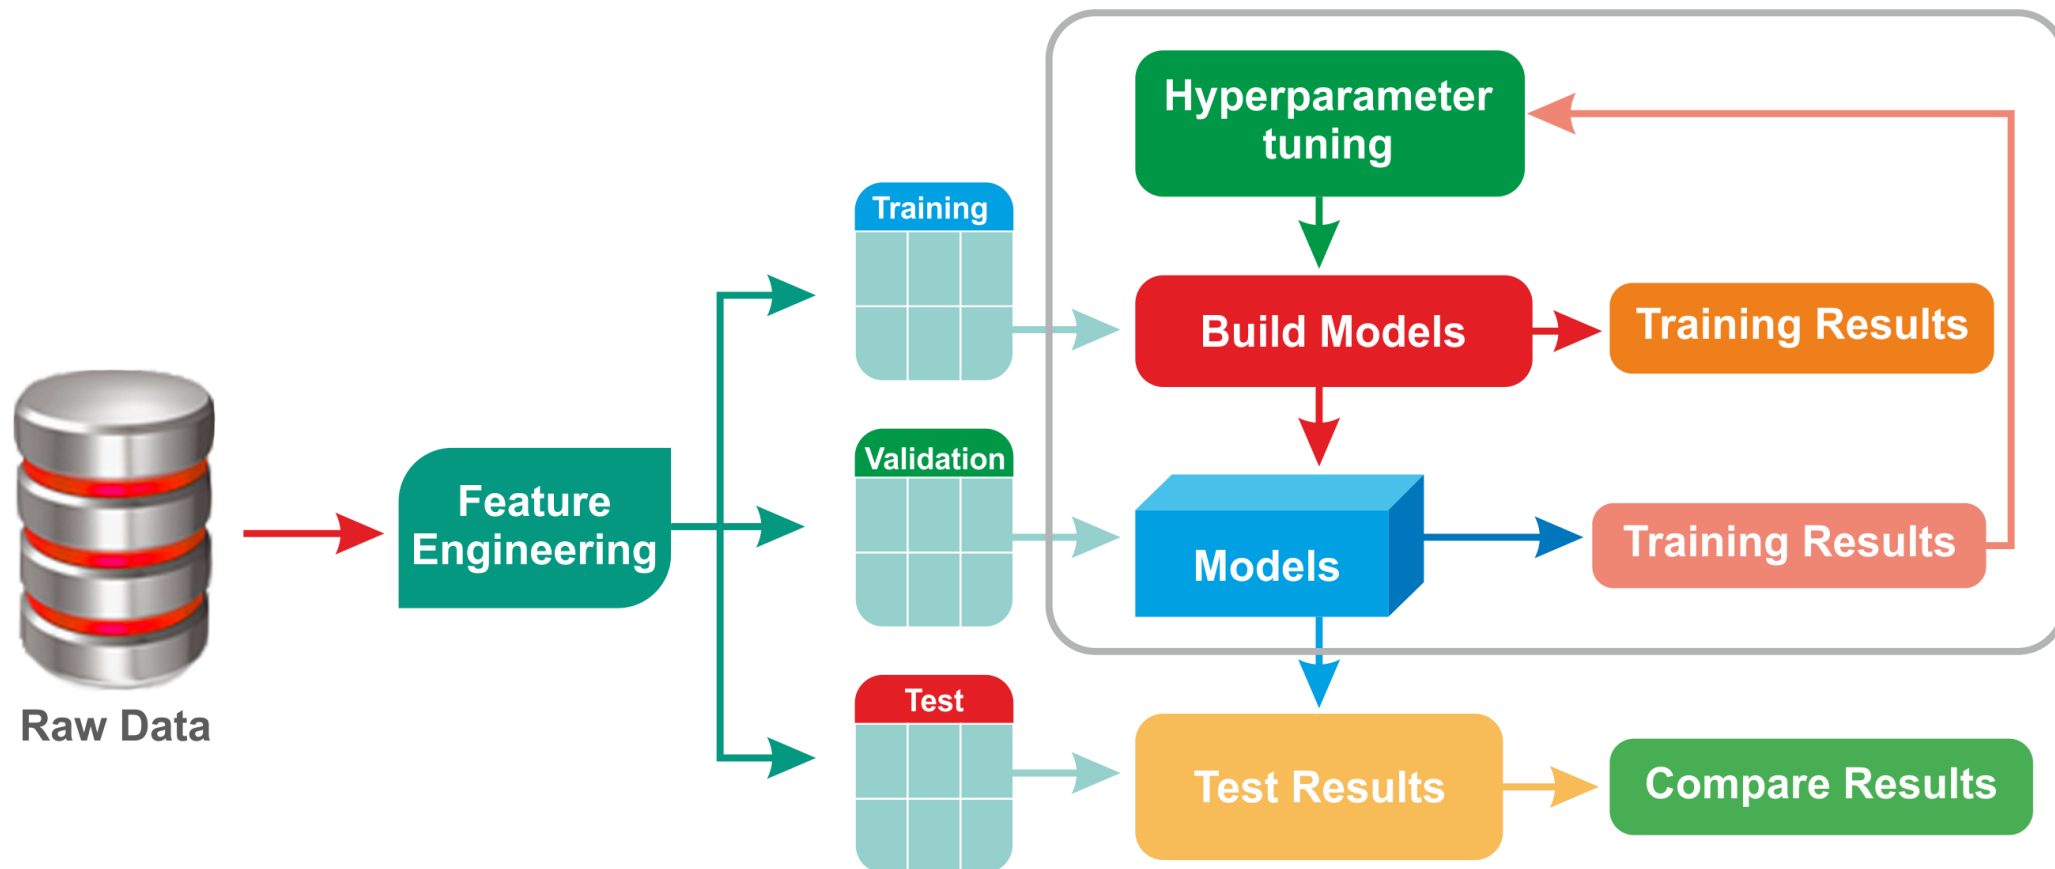 Hyperparameter
tuning
Training
Build Models
Training Results
Validation
Feature
Engineering
Models
Training Results
Test
Raw Data
Test Results
Compare Results